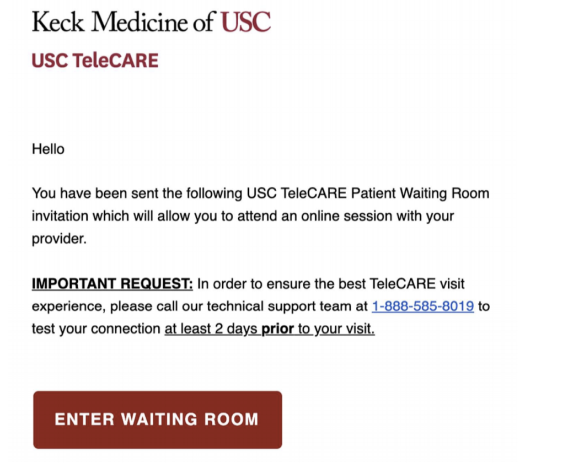 Keck Medicine of USC
USC TeleCARE
Hello
You have been sent the following USC TeleCARE Patient Waiting Room
invitation which will allow you to attend an online session with your
provider.
IMPORTANT REQUEST: In order to ensure the best TeleCARE visit
experience, please call our technical support team at 1-888-585-8019 to
test your connection at least 2 days prior to your visit.
ENTER WAITING ROOM